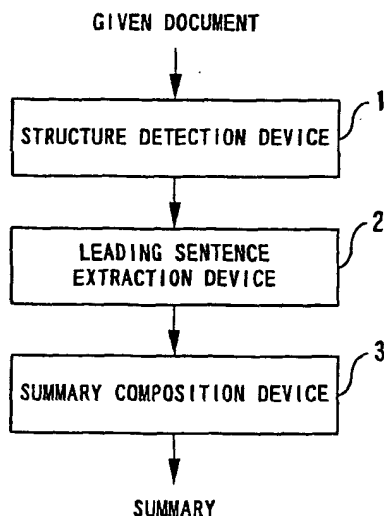 GIVEN DOCUMENT
1
STRUCTURE DETECTION DEVICE
2
LEADING SENTENCE
EXTRACTION DEVICE
3
SUMMARY COMPOSITION DEVICE
SUMMARY